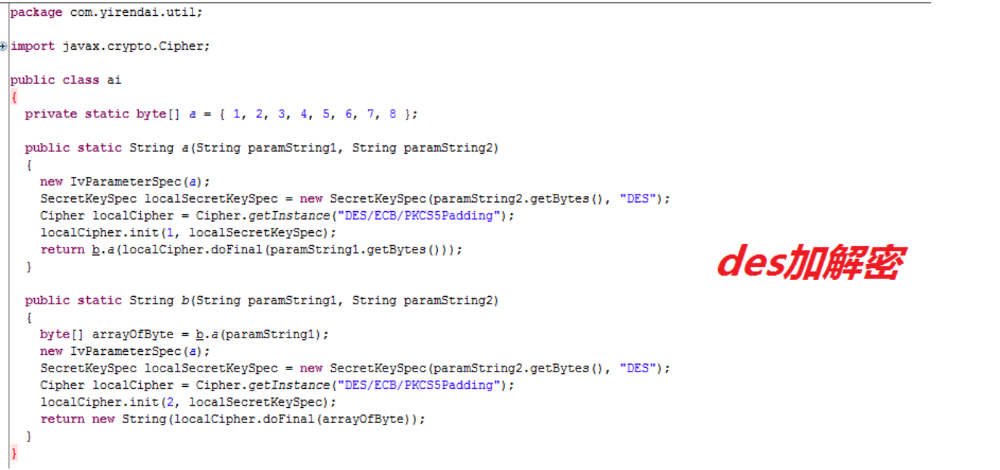 package com.yirendai.util;
import javax.crypto.Cipher;
public class ai
{
private static byte[] a = { 1, 2, 3, 4, 5, 6, 7, 8 };
public static String a(String paramString1, String paramString2)
{
new IvParameterSpec(a);
SecretKeySpec localSecretKeySpec = new SecretKeySpec(paramString2.getBytes(), "DES");
Cipher localCipher = Cipher.getInstance("DES/ECB/PKCS5Padding");
localCipher.init(1, localSecretKeySpec);
return b.a(localCipher.doFinal(paramString1.getBytes()));
}
des加解密
public static String b(String paramString1, String paramString2)
{
byte[] arrayOfByte = b.a(paramString1);
new IvParameterSpec(a);
SecretKeySpec localSecretKeySpec = new SecretKeySpec(paramString2.getBytes(), "DES");
Cipher localCipher = Cipher.getInstance("DES/ECB/PKCS5Padding");
localCipher.init(2, localSecretKeySpec);
return new String(localCipher.doFinal(arrayOfByte));
}
}